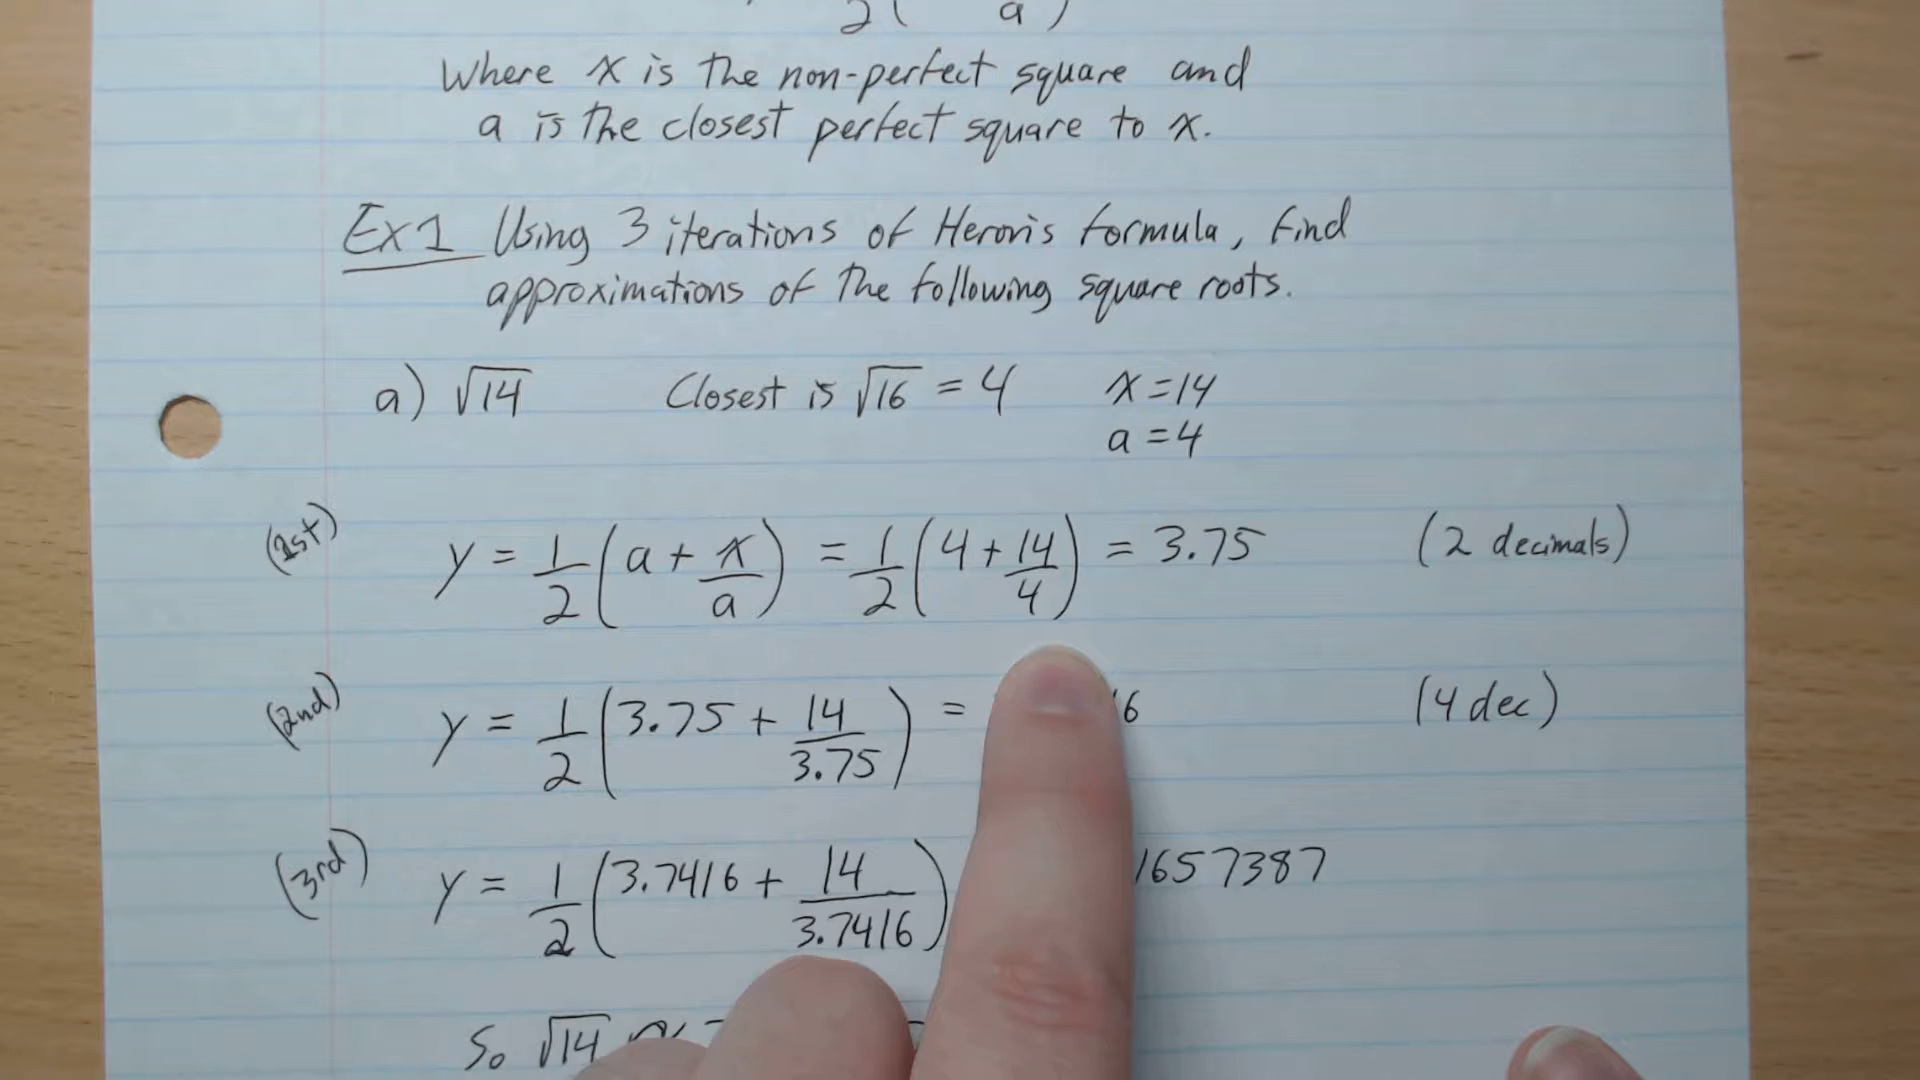 2( a )
Where x is the non-perfect square and
a is the closest perfect square to x.
Ex1 Using 3 iterations of Heron's formula, find
approximations of the following square roots.
a) √14 Closest is √16 = 4 x = 14
a = 4
(1st) y = 1/2 (a + x/a) = 1/2 (4 + 14/4) = 3.75 (2 decimals)
(2nd) y = 1/2 (3.75 + 14/3.75) = 6 (4 dec)
(3rd) y = 1/2 (3.7416 + 14/3.7416) 1657387
So √14 ≈